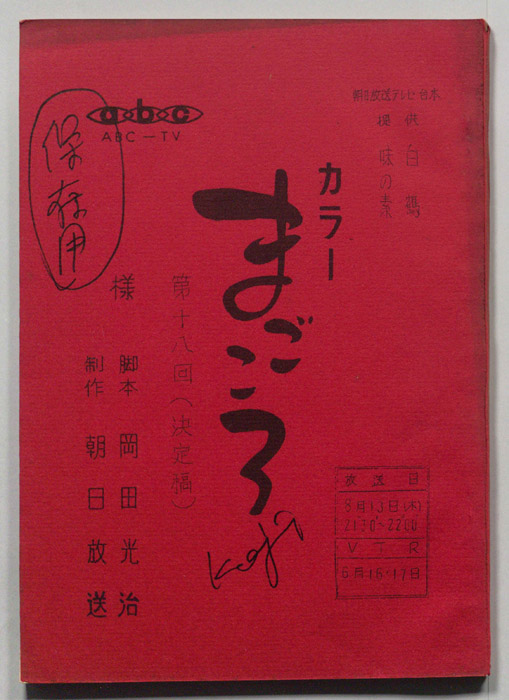 朝日放送テレビ台本
提供 白鶴
味の素
abc
ABC—TV
保存用
カラー
まごころ
第十八回(決定稿)
様
脚本 岡田光治
制作 朝日放送
放送日
8月13日(木)
21:30~22:00
VTR
6月16・17日
Koji